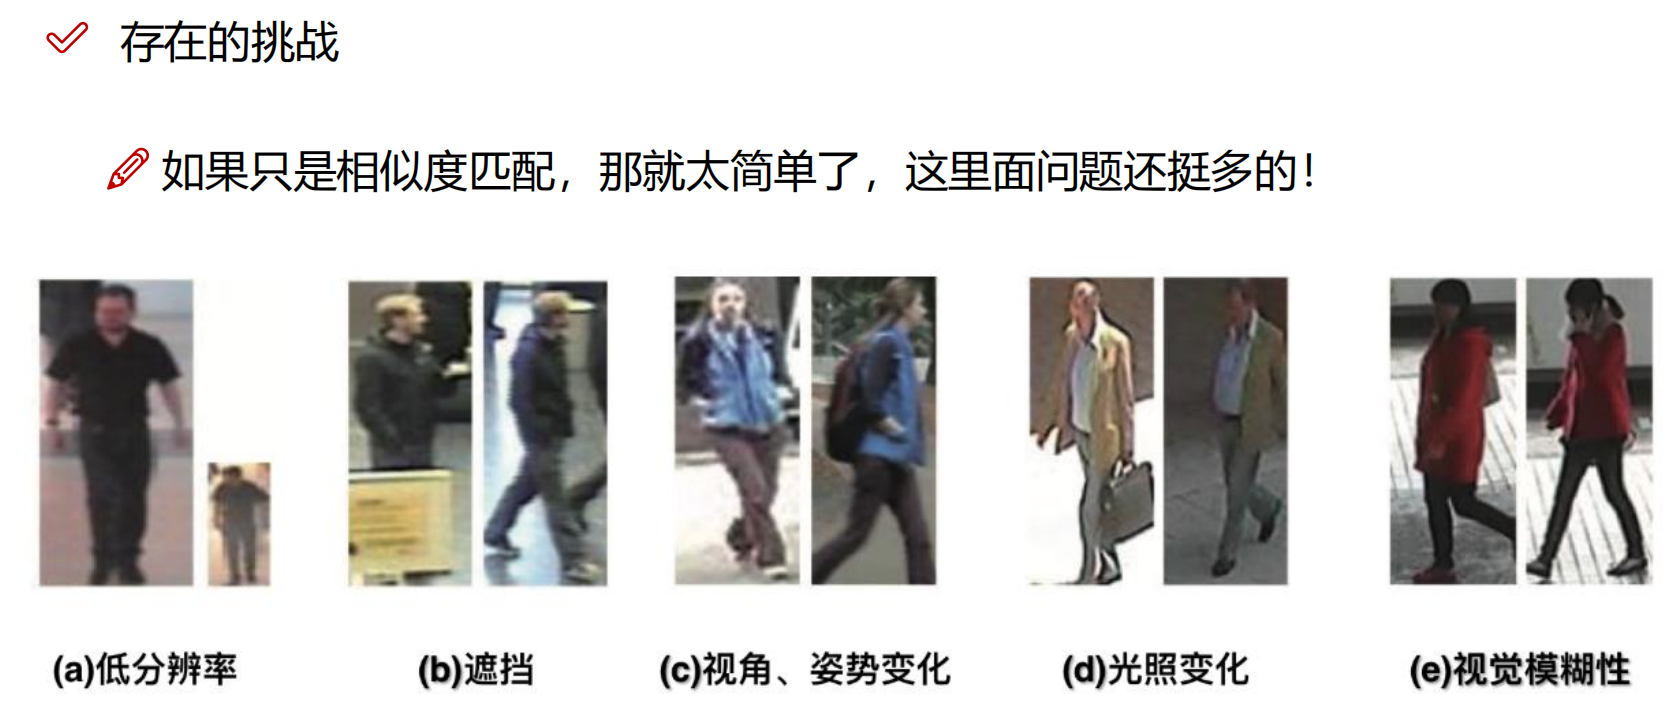 存在的挑战
如果只是相似度匹配，那就太简单了，这里面问题还挺多的！
(a)低分辨率
(b)遮挡
(c)视角、姿势变化
(d)光照变化
(e)视觉模糊性